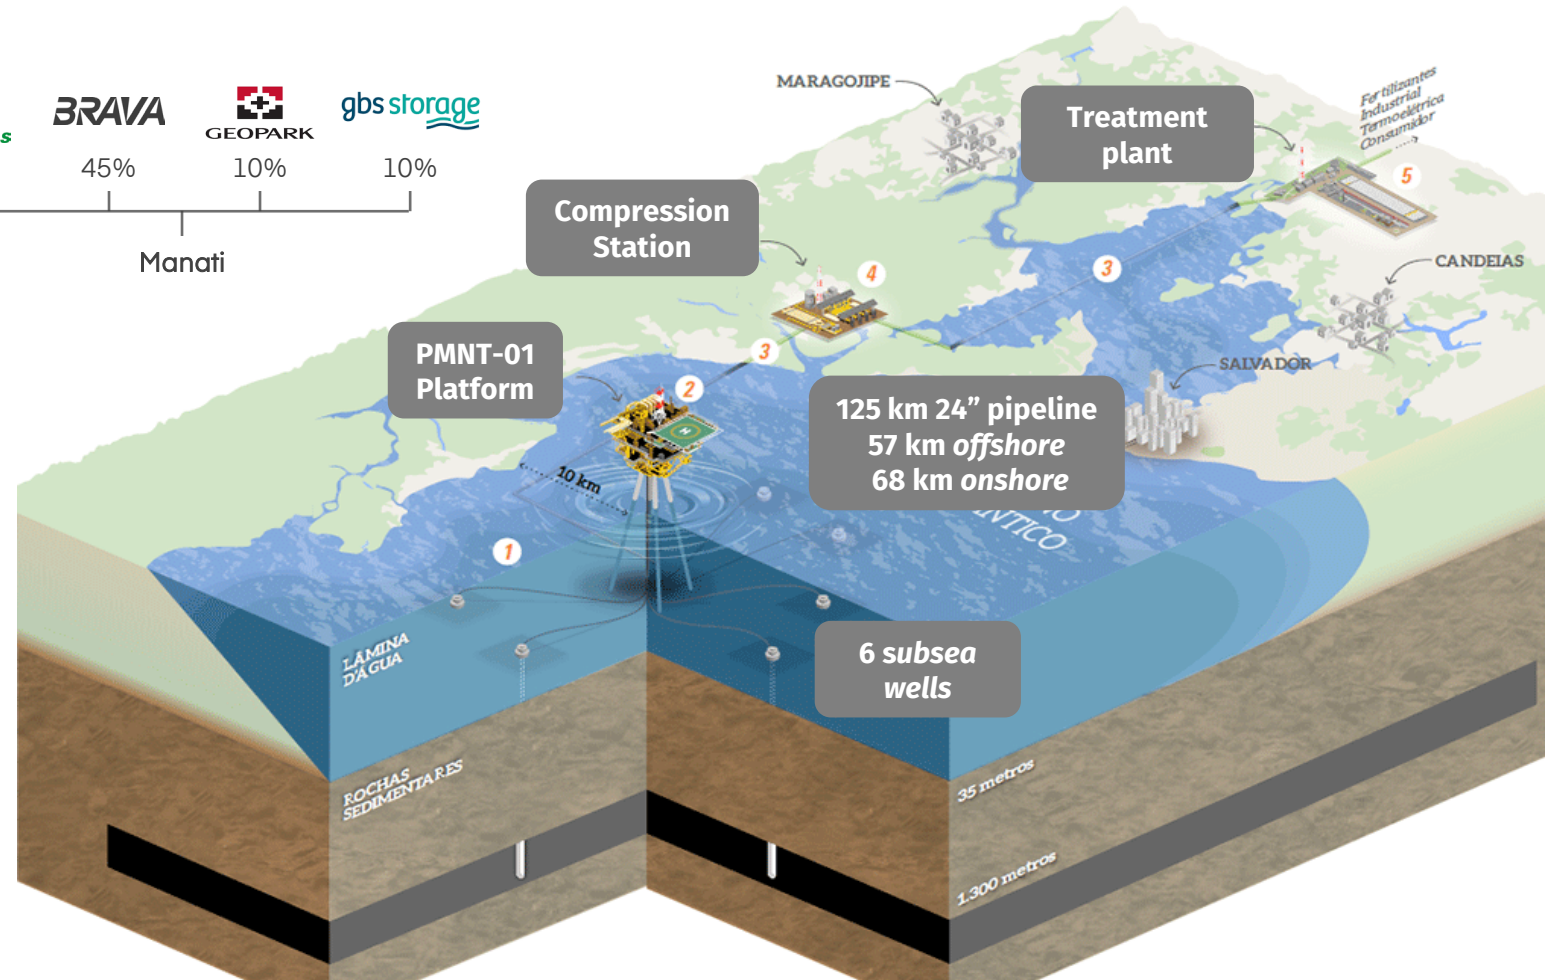 s
BRAVA
GEOPARK
gbs storage
45%
10%
10%
Manati
MARAGOJIPE
Treatment
plant
Fertilizantes
Industrial
Termoelétrica
Consumidor
5
Compression
Station
4
3
CANDEIAS
PMNT-01
Platform
3
2
SALVADOR
125 km 24” pipeline
57 km offshore
68 km onshore
H
10 km
NO
NTICO
1
LÂMINA
D'ÁGUA
6 subsea
wells
ROCHAS
SEDIMENTARES
35 metros
1.300 metros